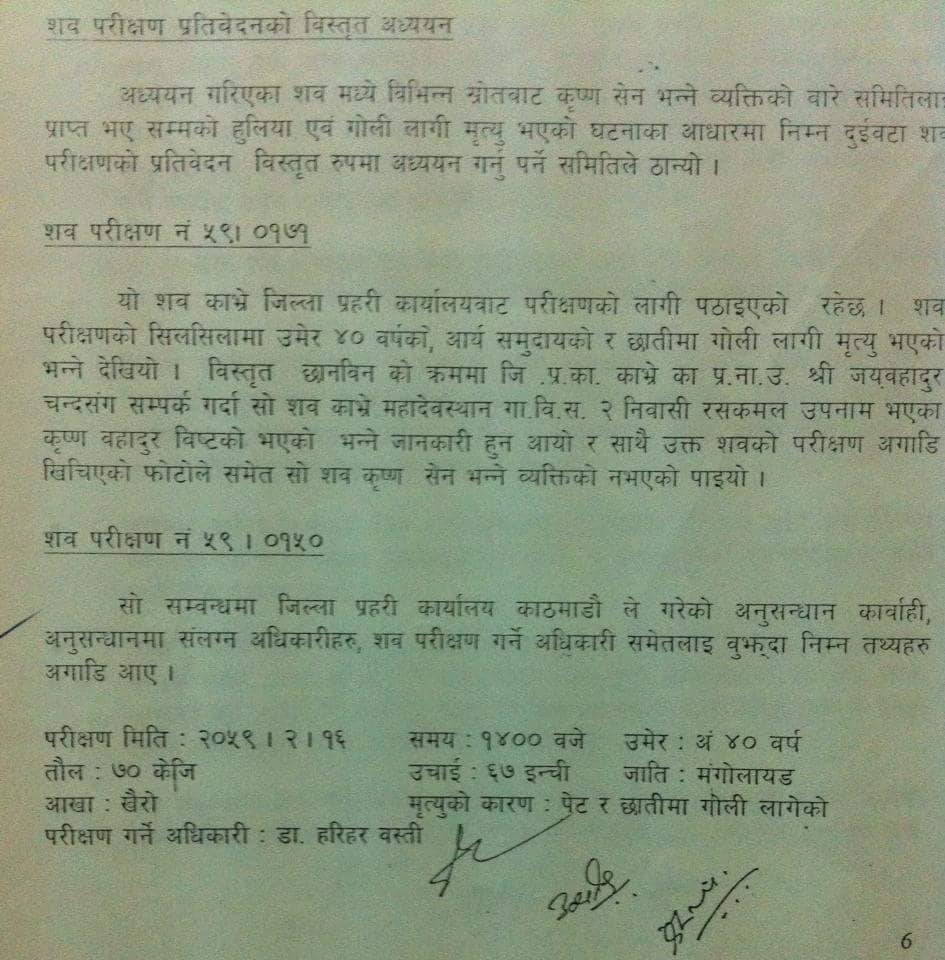 शव परीक्षण प्रतिवेदनको विस्तृत अध्ययन
अध्ययन गरिएका शव मध्ये विभिन्न स्रोतवाट कृष्ण सेन भन्ने व्यक्तिको वारे समितिलाइ
प्राप्त भए सम्मको हुलिया एवं गोली लागी मृत्यु भएको घटनाका आधारमा निम्न दुईवटा शव
परीक्षणको प्रतिवेदन विस्तृत रुपमा अध्ययन गर्नु पर्ने समितिले ठान्यो ।
शव परीक्षण नं ५९। ०१७१
यो शव काभ्रे जिल्ला प्रहरी कार्यालयवाट परीक्षणको लागी पठाइएको रहेछ । शव
परीक्षणको सिलसिलामा उमेर ४० वर्षको, आर्य समुदायको र छातीमा गोली लागी मृत्यु भएको
भन्ने देखियो । विस्तृत छानविन को क्रममा जि .प्र.का. काभ्रे का प्र.ना.उ. श्री जयवहादुर
चन्दसंग सम्पर्क गर्दा सो शव काभ्रे महादेवस्थान गा.वि.स. २ निवासी रसकमल उपनाम भएका
कृष्ण वहादुर विष्टको भएको भन्ने जानकारी हुन आयो र साथै उक्त शवको परीक्षण अगाडि
खिचिएको फोटोले समेत सो शव कृष्ण सेन भन्ने व्यक्तिको नभएको पाइयो ।
शव परीक्षण नं ५९ । ०१५०
सो सम्वन्धमा जिल्ला प्रहरी कार्यालय काठमाडौ ले गरेको अनुसन्धान कार्वाही,
अनुसन्धानमा संलग्न अधिकारीहरु, शव परीक्षण गर्ने अधिकारी समेतलाइ वुझ्दा निम्न तथ्यहरु
अगाडि आए ।
परीक्षण मिति : २०५९ । २ । १६ समय : १४०० वजे उमेर : अं ४० वर्ष
तौल : ७० केजि उचाई : ६७ इन्ची जाति : मंगोलायड
आखा : खैरो मृत्युको कारण : पेट र छातीमा गोली लागेको
परीक्षण गर्ने अधिकारी : डा. हरिहर वस्ती
6